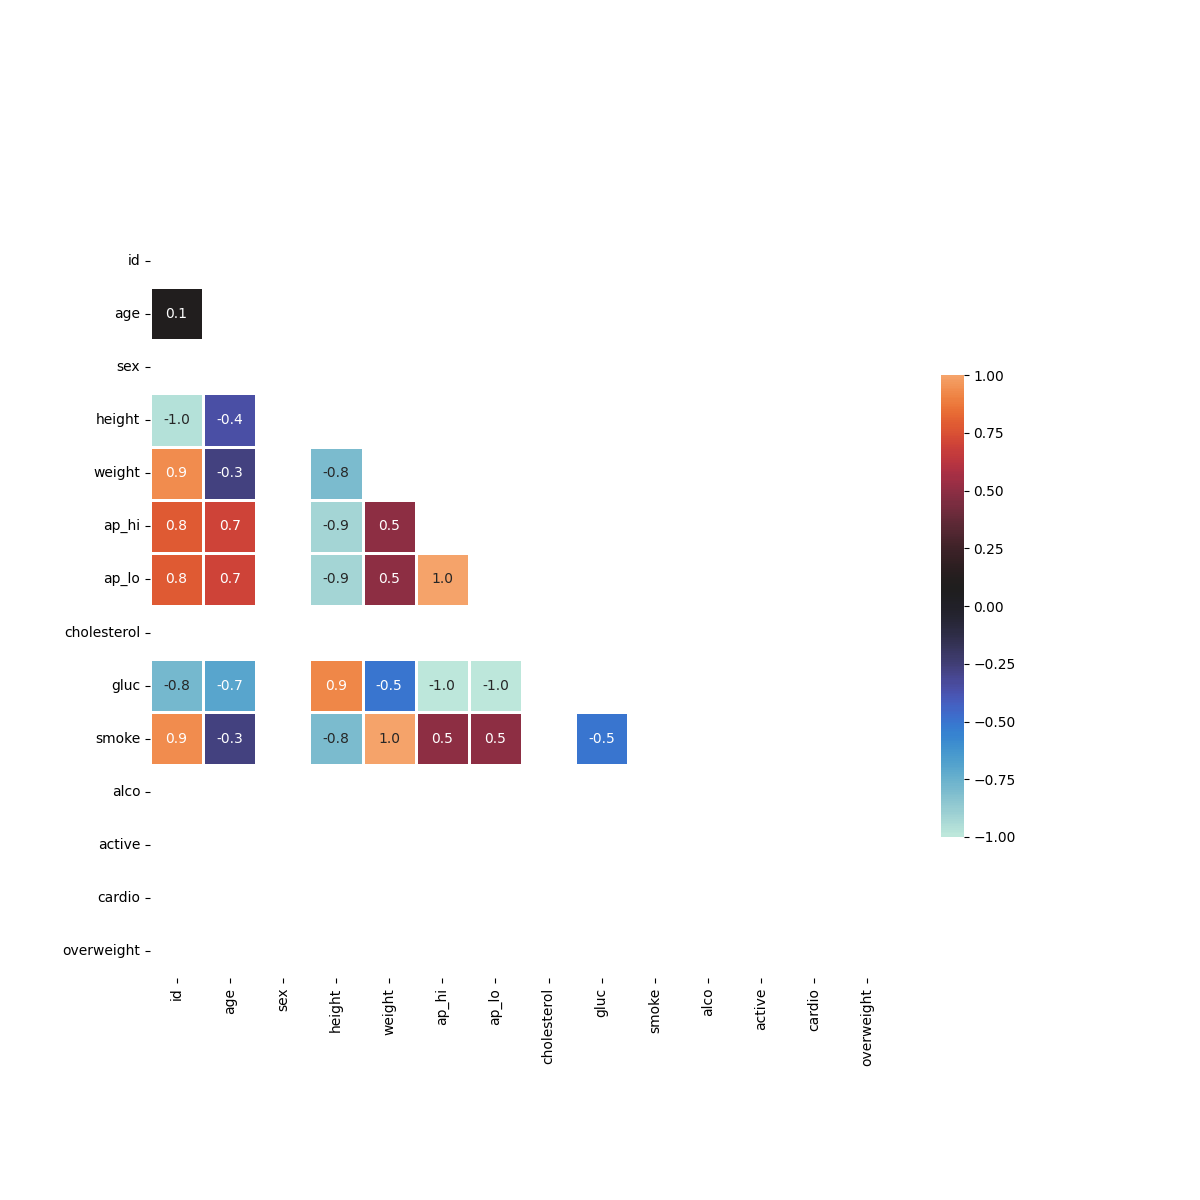 id
age 0.1
sex
height -1.0 -0.4
weight 0.9 -0.3 -0.8
ap_hi 0.8 0.7 -0.9 0.5
ap_lo 0.8 0.7 -0.9 0.5 1.0
cholesterol
gluc -0.8 -0.7 0.9 -0.5 -1.0 -1.0
smoke 0.9 -0.3 -0.8 1.0 0.5 0.5 -0.5
alco
active
cardio
overweight
id age sex height weight ap_hi ap_lo cholesterol gluc smoke alco active cardio overweight
1.00
0.75
0.50
0.25
0.00
−0.25
−0.50
−0.75
−1.00